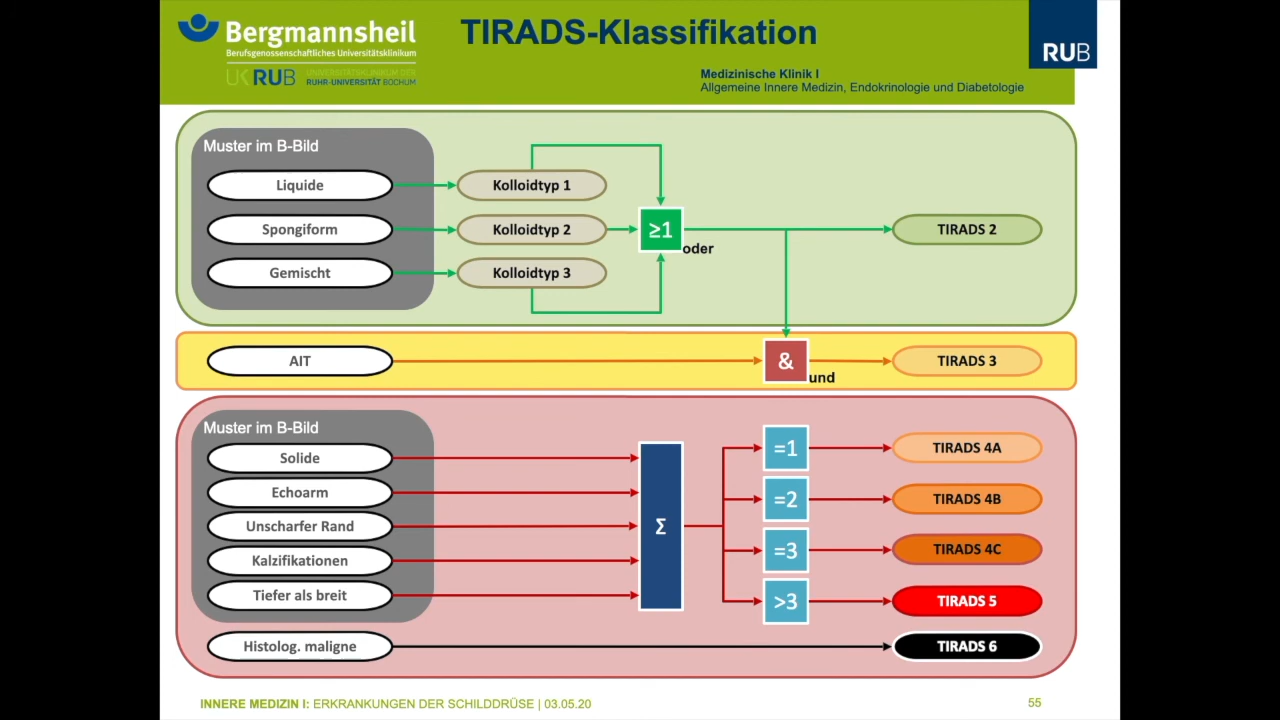 Bergmannsheil
Berufsgenossenschaftliches Universitätsklinikum
UK RUB
UNIVERSITÄTSKLINIKUM DER
RUHR-UNIVERSITÄT BOCHUM
TIRADS-Klassifikation
Medizinische Klinik I
Allgemeine Innere Medizin, Endokrinologie und Diabetologie
RUB
Muster im B-Bild
Liquide
Kolloidtyp 1
Spongiform
Kolloidtyp 2
≥1
oder
TIRADS 2
Gemischt
Kolloidtyp 3
AIT
&
und
TIRADS 3
Muster im B-Bild
Solide
Echoarm
Unscharfer Rand
Kalzifikationen
Tiefer als breit
Σ
=1
TIRADS 4A
=2
TIRADS 4B
=3
TIRADS 4C
>3
TIRADS 5
Histolog. maligne
TIRADS 6
INNERE MEDIZIN I: ERKRANKUNGEN DER SCHILDDRÜSE | 03.05.20
55